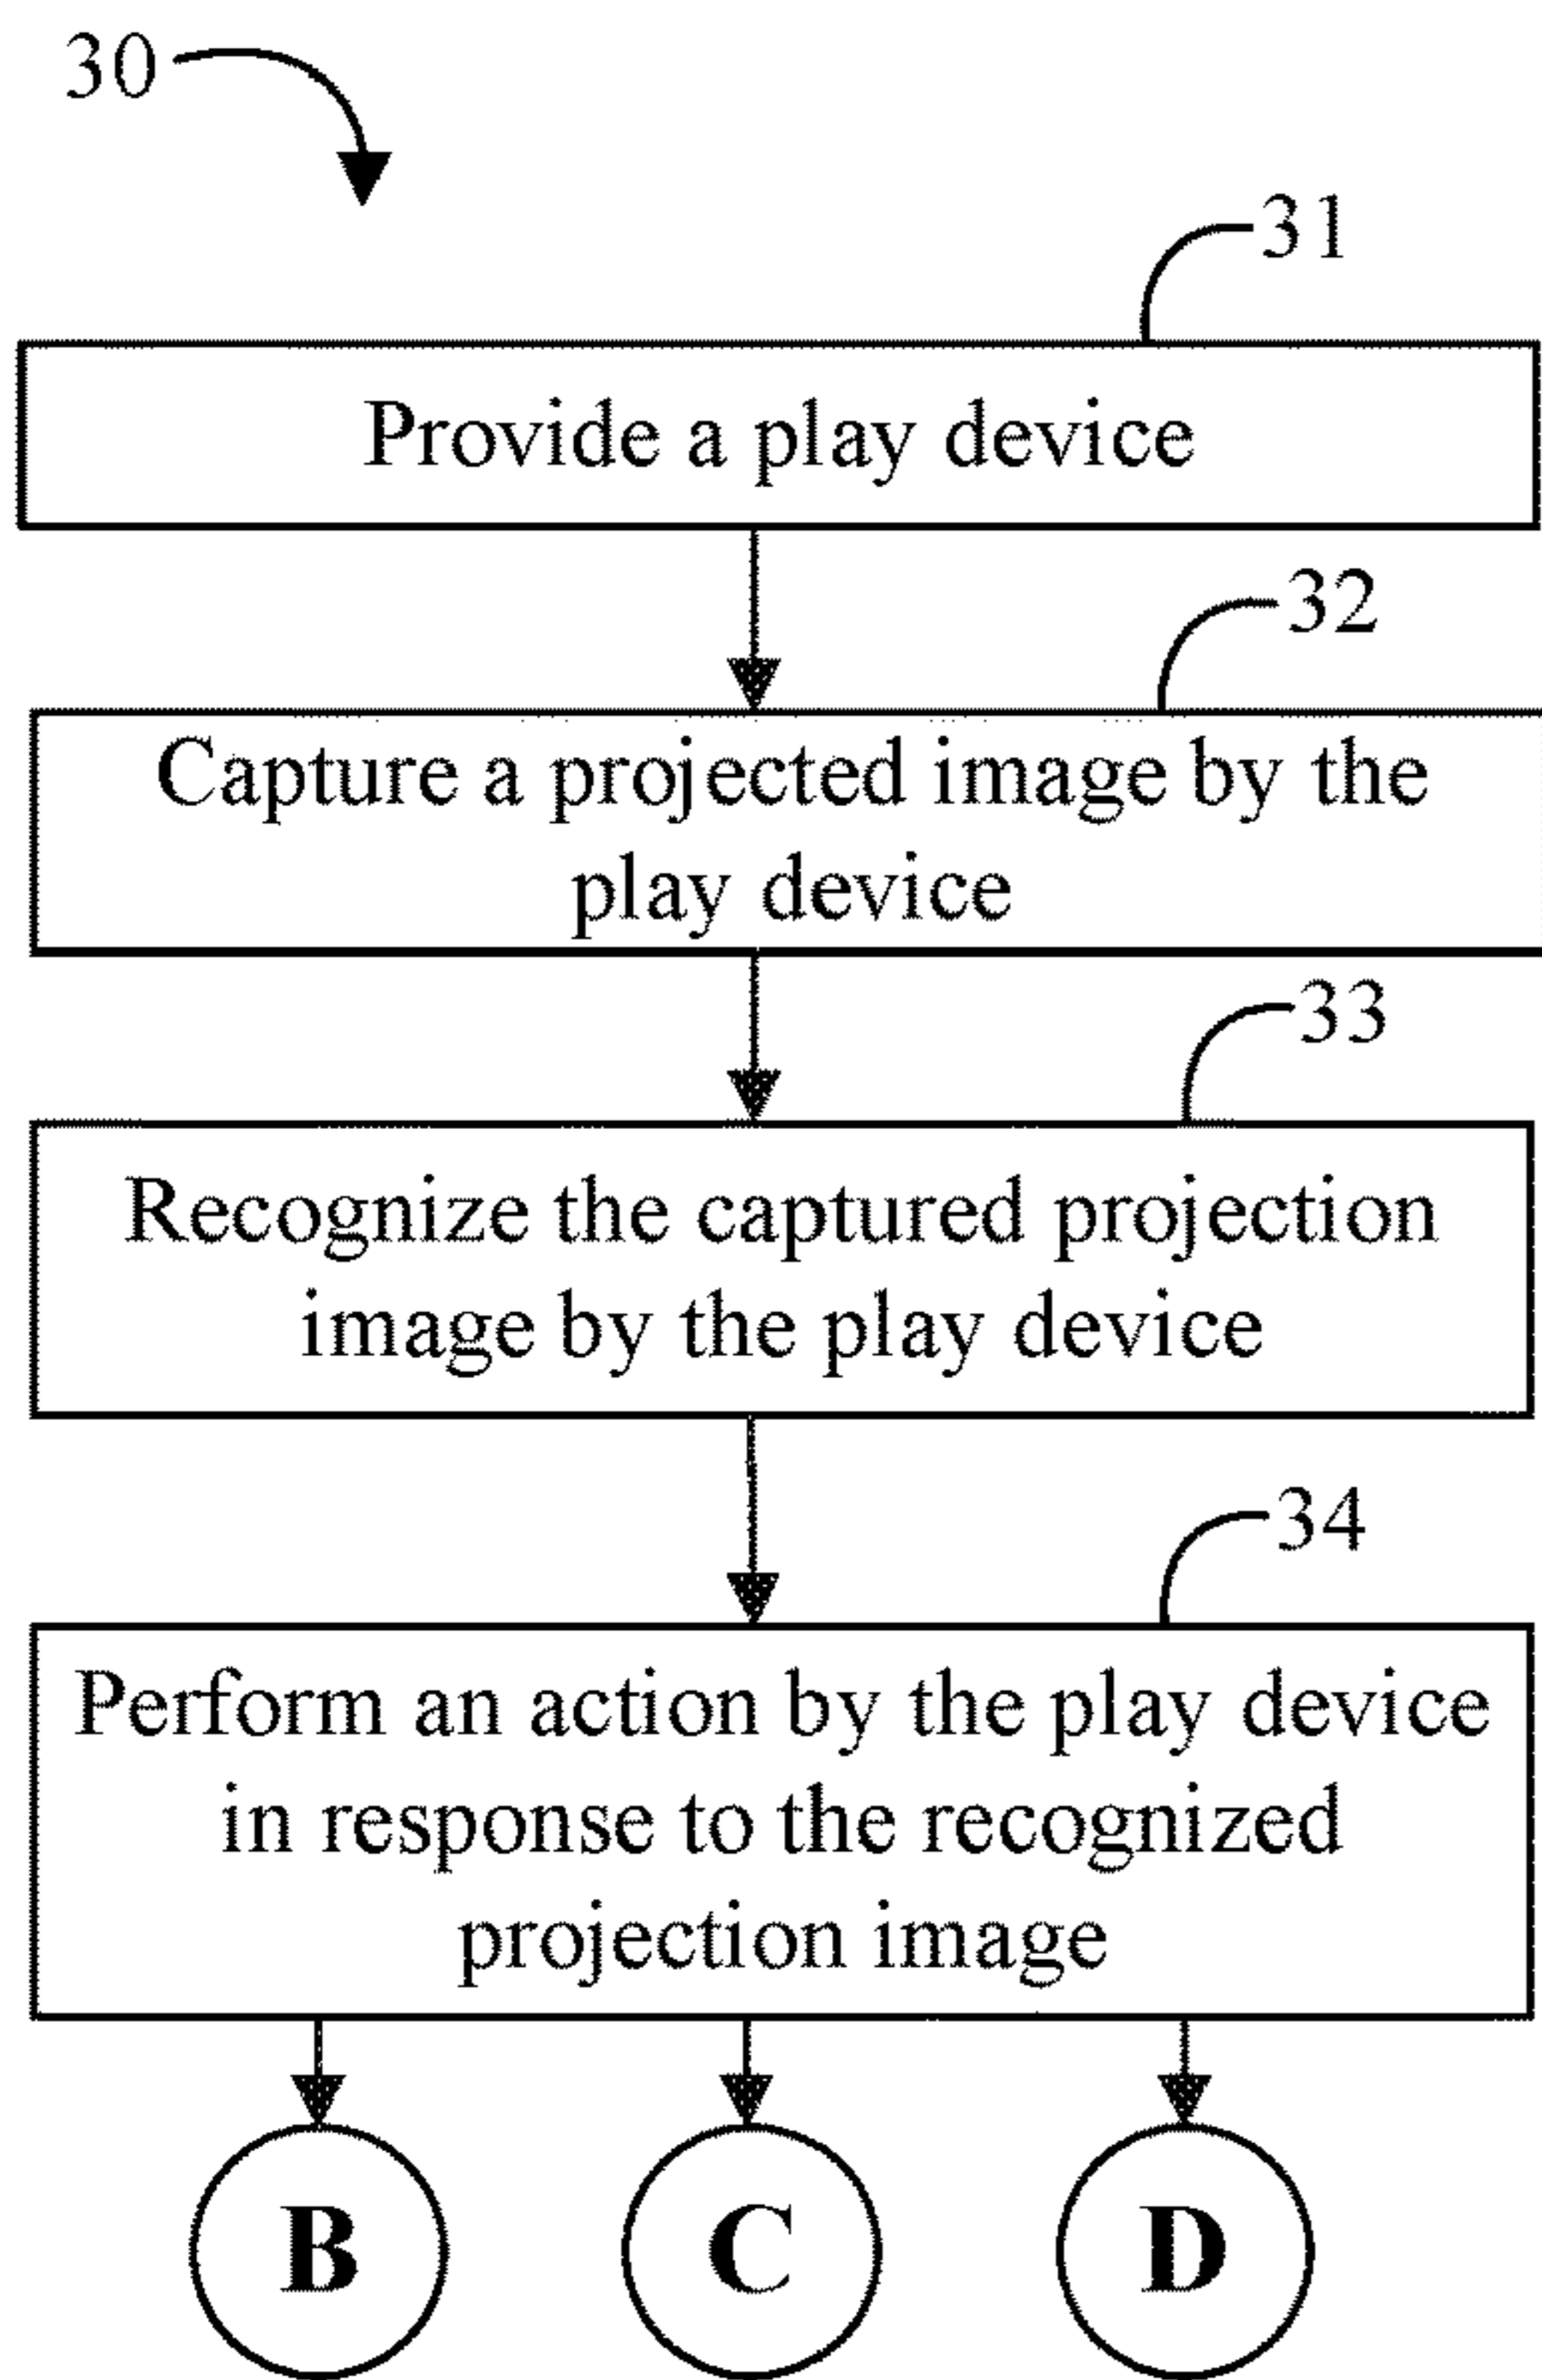 30
31
Provide a play device
32
Capture a projected image by the
play device
33
Recognize the captured projection
image by the play device
34
Perform an action by the play device
in response to the recognized
projection image
B C D